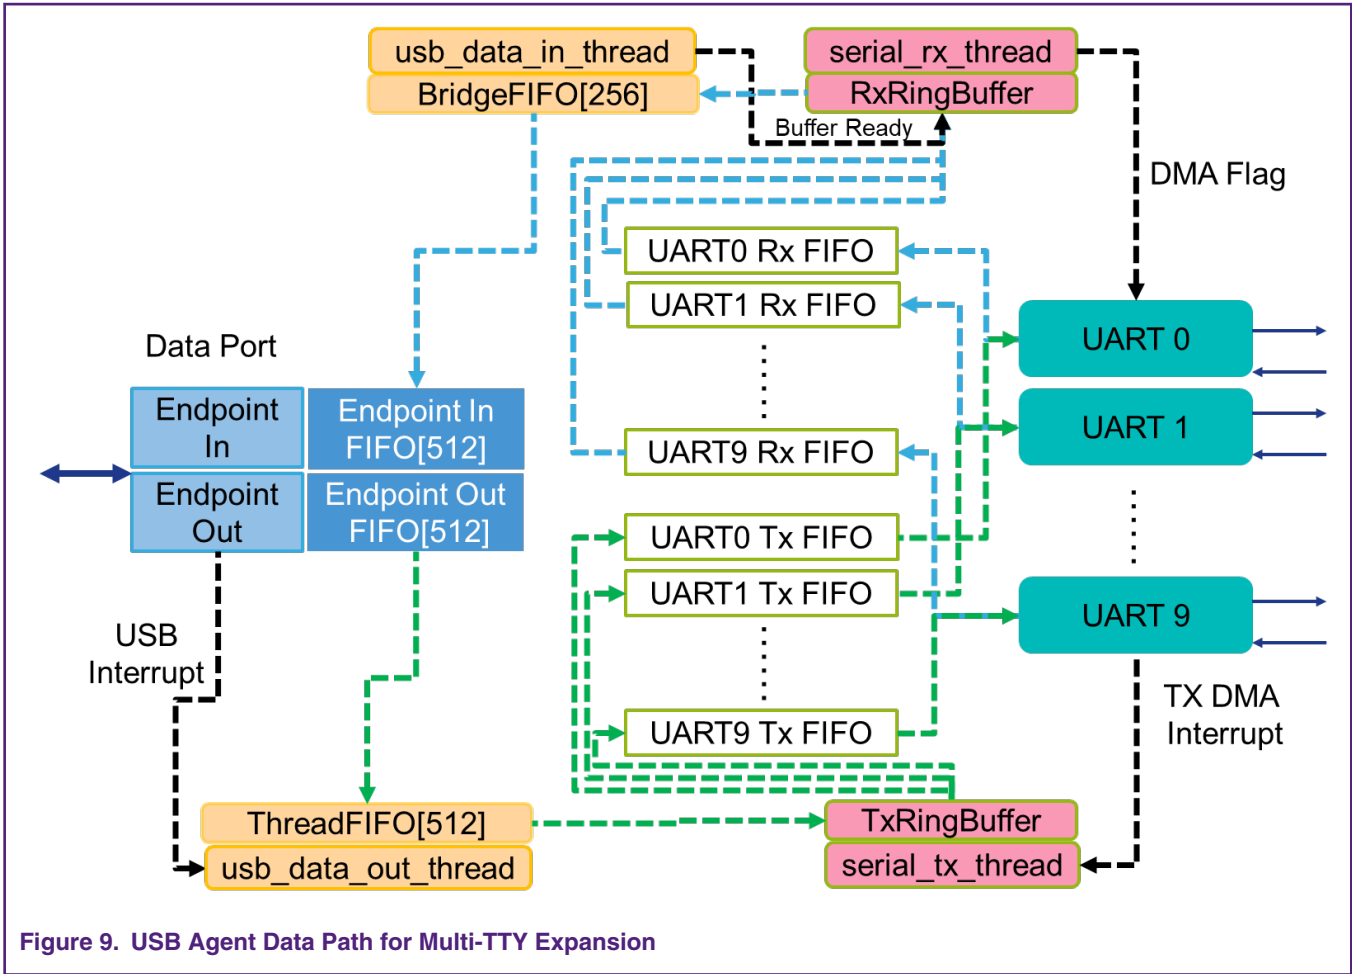 usb_data_in_thread
BridgeFIFO[256]
serial_rx_thread
RxRingBuffer
Buffer Ready
DMA Flag
UART0 Rx FIFO
UART1 Rx FIFO
UART9 Rx FIFO
UART 0
UART 1
UART 9
Data Port
Endpoint
In
Endpoint In
FIFO[512]
Endpoint
Out
Endpoint Out
FIFO[512]
UART0 Tx FIFO
UART1 Tx FIFO
UART9 Tx FIFO
USB
Interrupt
TX DMA
Interrupt
ThreadFIFO[512]
usb_data_out_thread
TxRingBuffer
serial_tx_thread
Figure 9. USB Agent Data Path for Multi-TTY Expansion